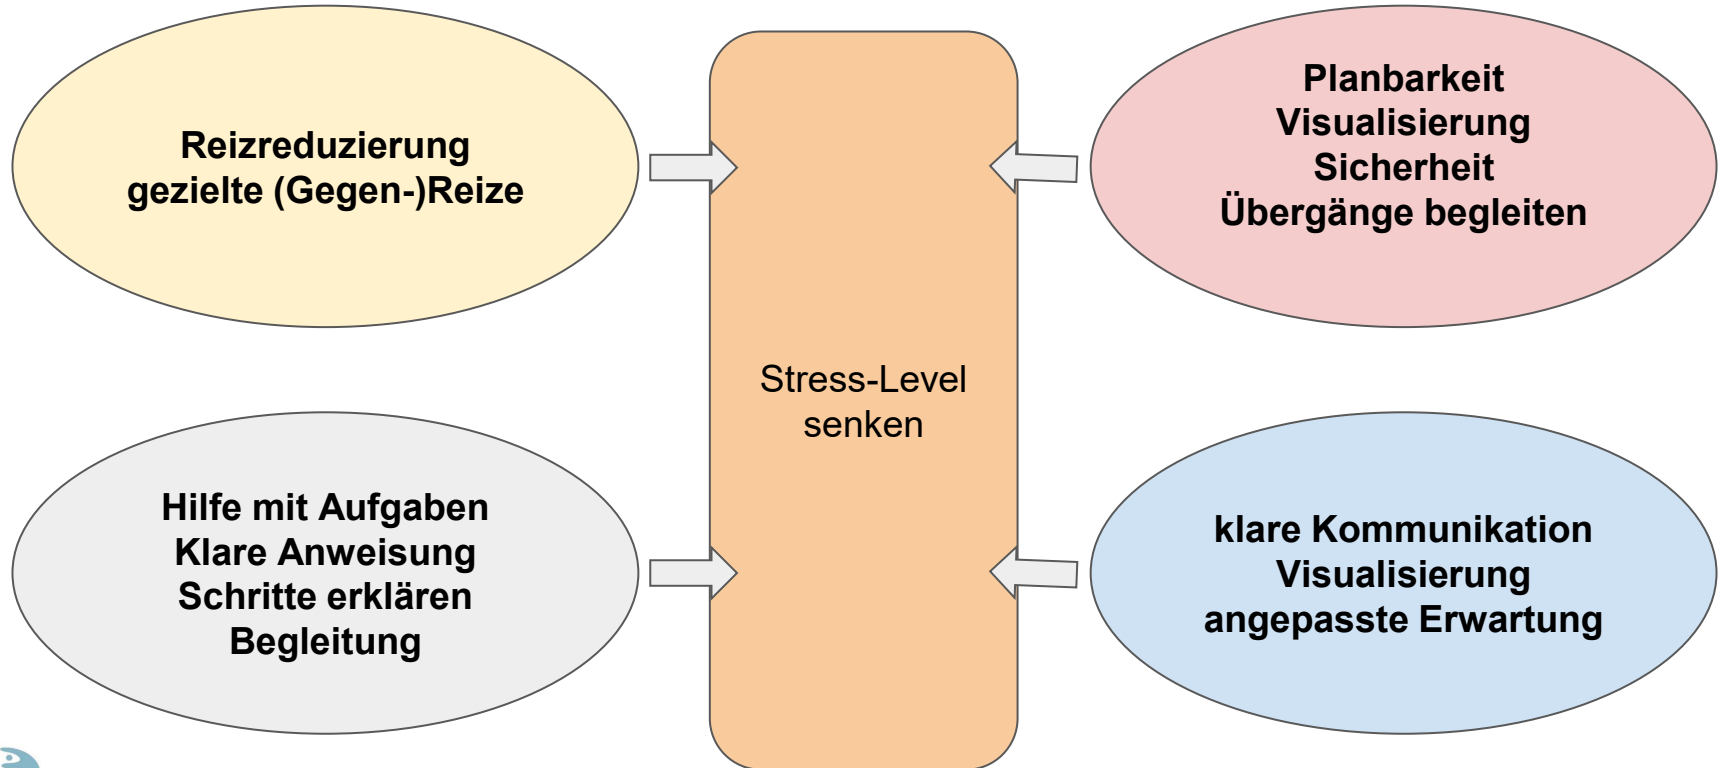 Reizreduzierung
gezielte (Gegen-)Reize
Planbarkeit
Visualisierung
Sicherheit
Übergänge begleiten
Stress-Level
senken
Hilfe mit Aufgaben
Klare Anweisung
Schritte erklären
Begleitung
klare Kommunikation
Visualisierung
angepasste Erwartung